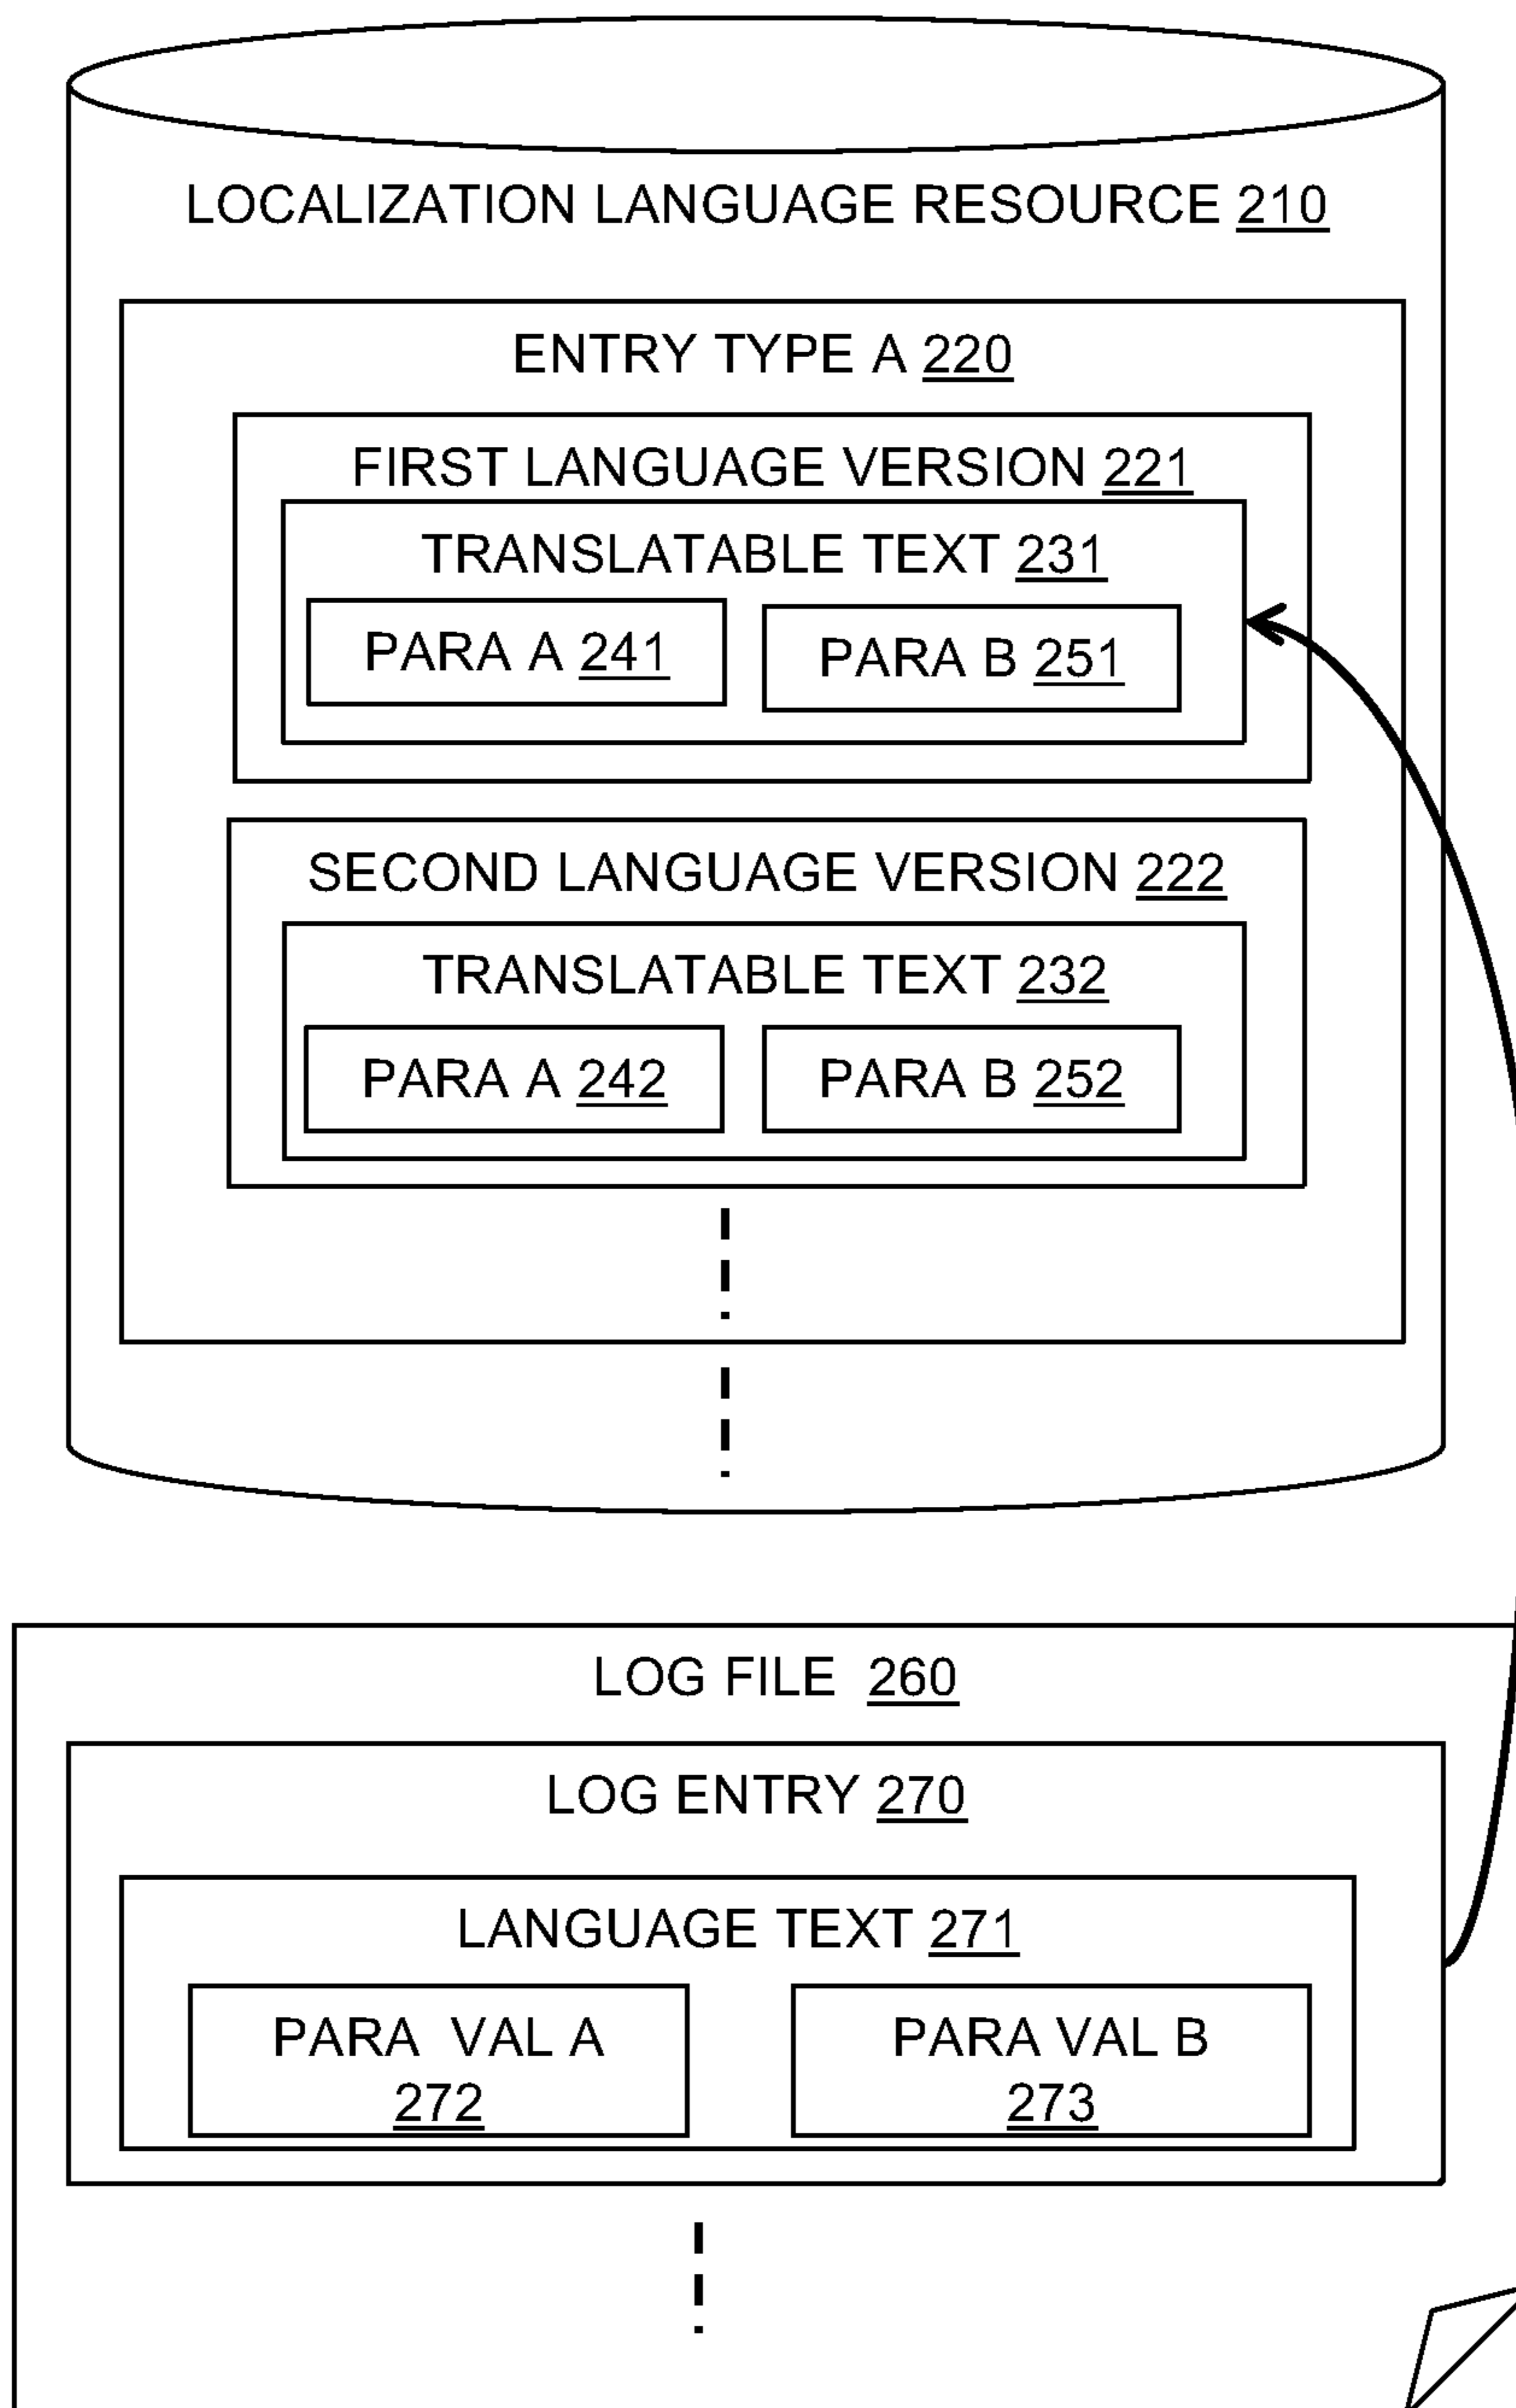 LOCALIZATION LANGUAGE RESOURCE 210
ENTRY TYPE A 220
FIRST LANGUAGE VERSION 221
TRANSLATABLE TEXT 231
PARA A 241
PARA B 251
SECOND LANGUAGE VERSION 222
TRANSLATABLE TEXT 232
PARA A 242
PARA B 252
LOG FILE 260
LOG ENTRY 270
LANGUAGE TEXT 271
PARA VAL A
272
PARA VAL B
273